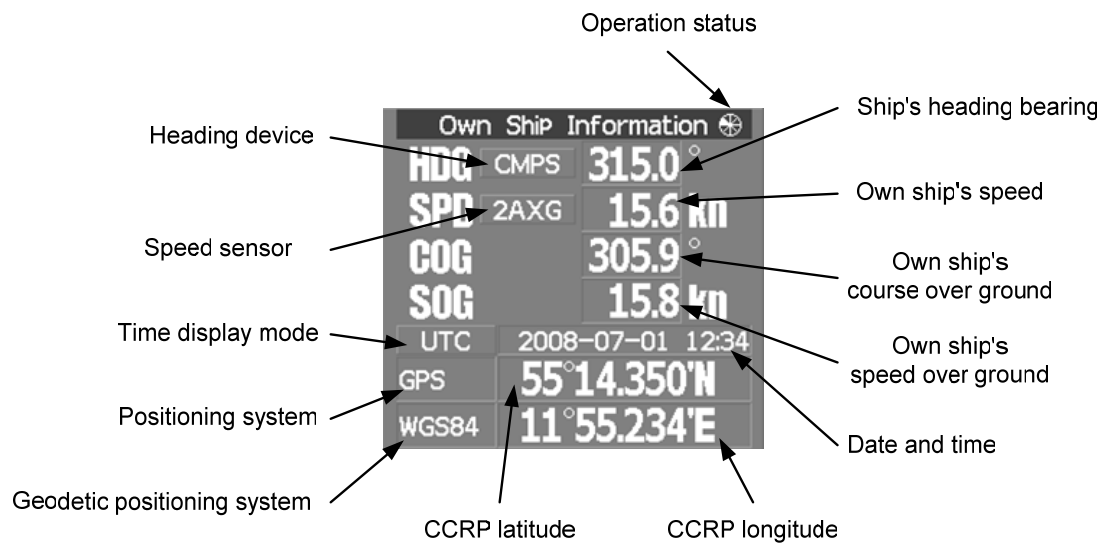 Operation status
Heading device
Speed sensor
Time display mode
Positioning system
Geodetic positioning system
Own Ship Information
HDG CMPS 315.0°
SPD 2AXG 15.6 kn
COG 305.9°
SOG 15.8 kn
UTC 2008-07-01 12:34
GPS 55°14.350'N
WGS84 11°55.234'E
Ship's heading bearing
Own ship's speed
Own ship's
course over ground
Own ship's
speed over ground
Date and time
CCRP latitude
CCRP longitude